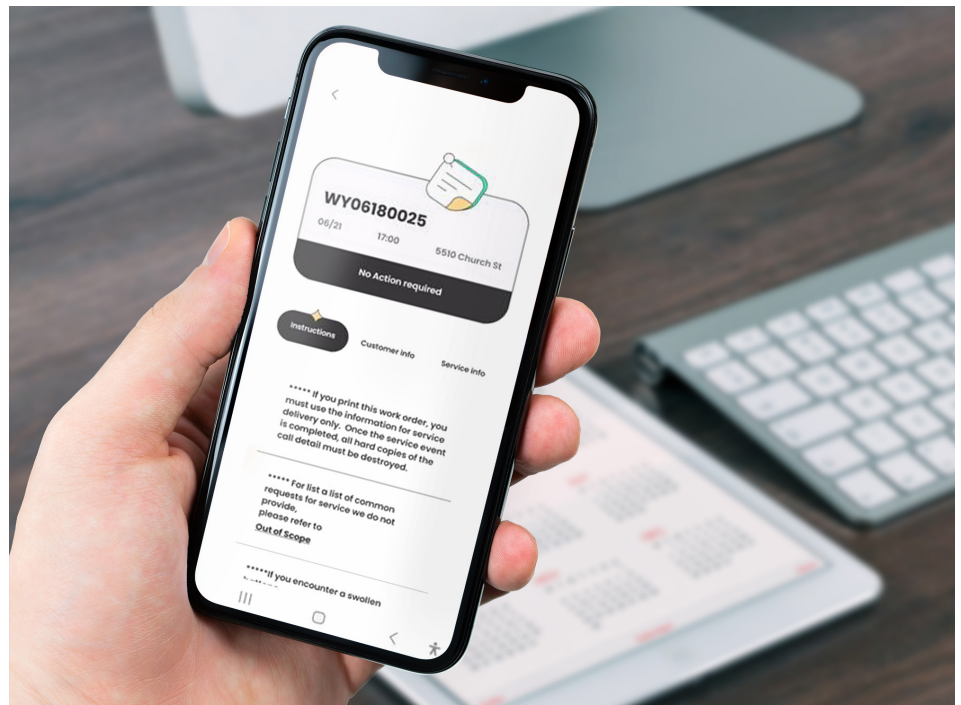 WY06180025
06/21 17:00 5510 Church St
No Action required
Instructions Customer info Service info
***** If you print this work order, you
must use the information for service
delivery only. Once the service event
is completed, all hard copies of the
call detail must be destroyed.
***** For list a list of common
requests for service we do not
provide,
please refer to
Out of Scope
*****If you encounter a swollen